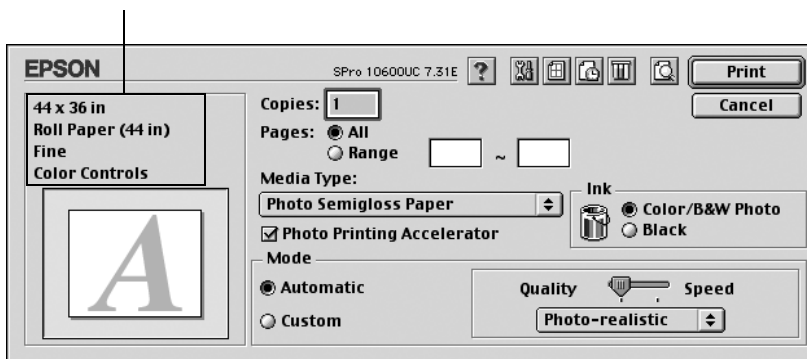 EPSON
SPro 10600UC 7.31E
?
Print
Cancel
44 x 36 in
Roll Paper (44 in)
Fine
Color Controls
A
Copies: 1
Pages: All
Range ~
Media Type:
Photo Semigloss Paper
Photo Printing Accelerator
Ink
Color/B&W Photo
Black
Mode
Automatic
Custom
Quality Speed
Photo-realistic